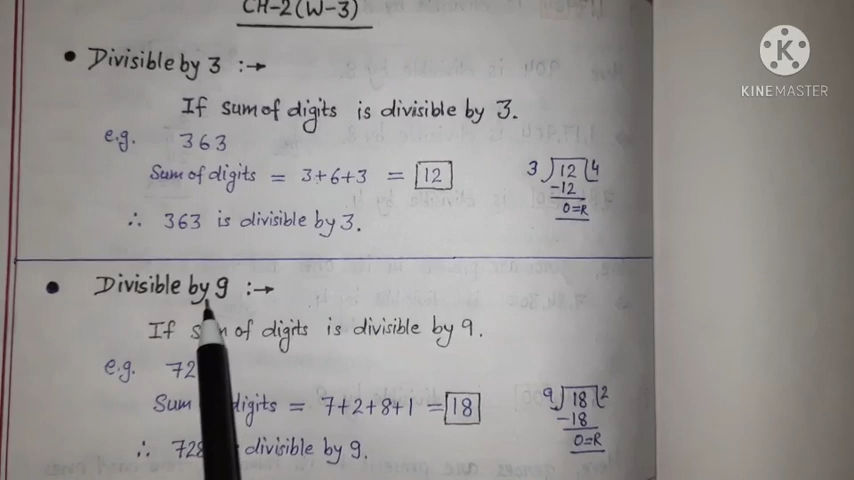 CH-2 (W-3)
K
KINEMASTER
• Divisible by 3 :→
If sum of digits is divisible by 3.
e.g. 363
Sum of digits = 3+6+3 = 12
3) 12 (4
-12
0=R
∴ 363 is divisible by 3.
• Divisible by 9 :→
If of digits is divisible by 9.
e.g. 72
Sum digits = 7+2+8+1 = 18
9) 18 (2
-18
0=R
∴ 728 divisible by 9.